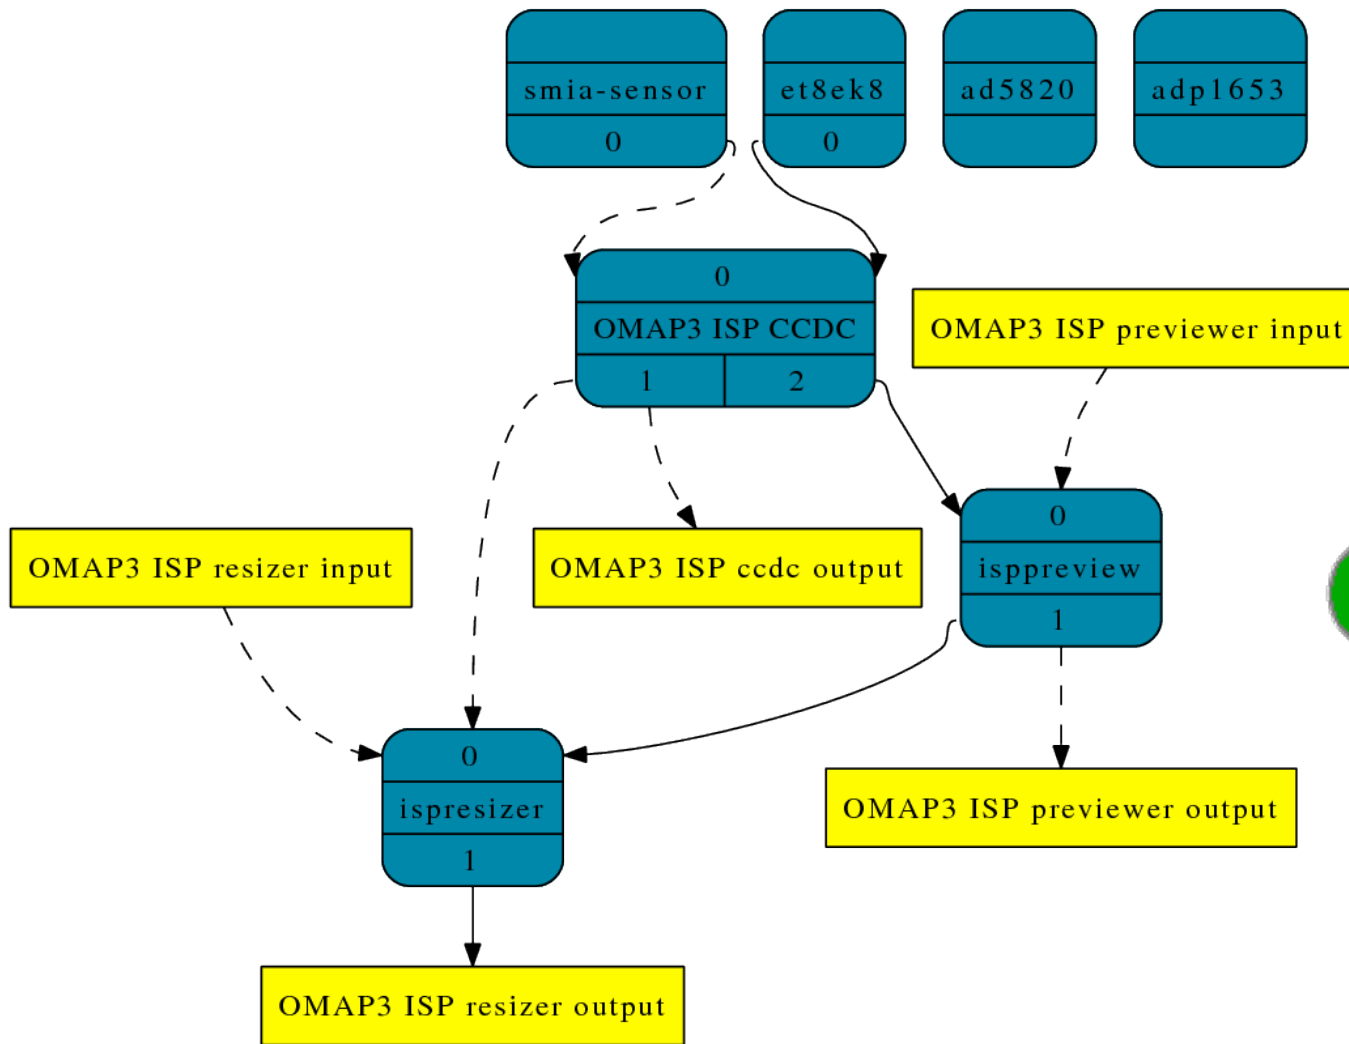 smia-sensor
0
et8ek8
0
ad5820
adp1653
0
OMAP3 ISP CCDC
1
2
OMAP3 ISP previewer input
0
isppreview
1
OMAP3 ISP resizer input
OMAP3 ISP ccdc output
0
ispresizer
1
OMAP3 ISP previewer output
OMAP3 ISP resizer output